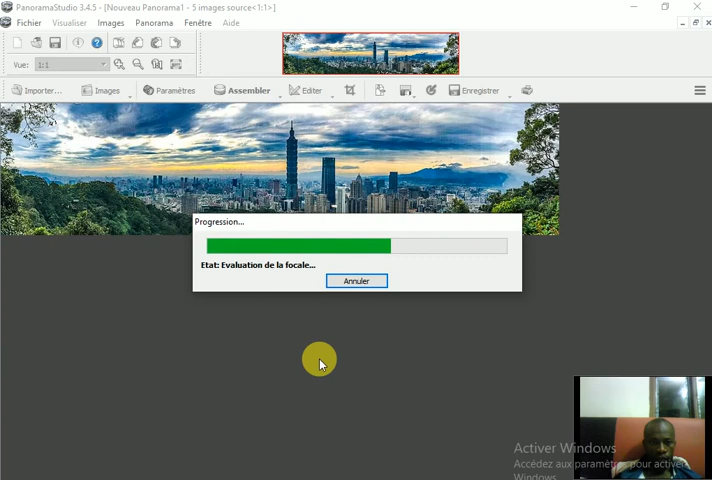 PanoramaStudio 3.4.5 - [Nouveau Panorama1 - 5 images source<1:1>]
Fichier Visualiser Images Panorama Fenêtre Aide
Vue: 1:1
Importer... Images Paramètres Assembler Editer Enregistrer
Progression...
Etat: Evaluation de la focale...
Annuler
Activer Windows
Accédez aux paramètres pour activer
Windows.